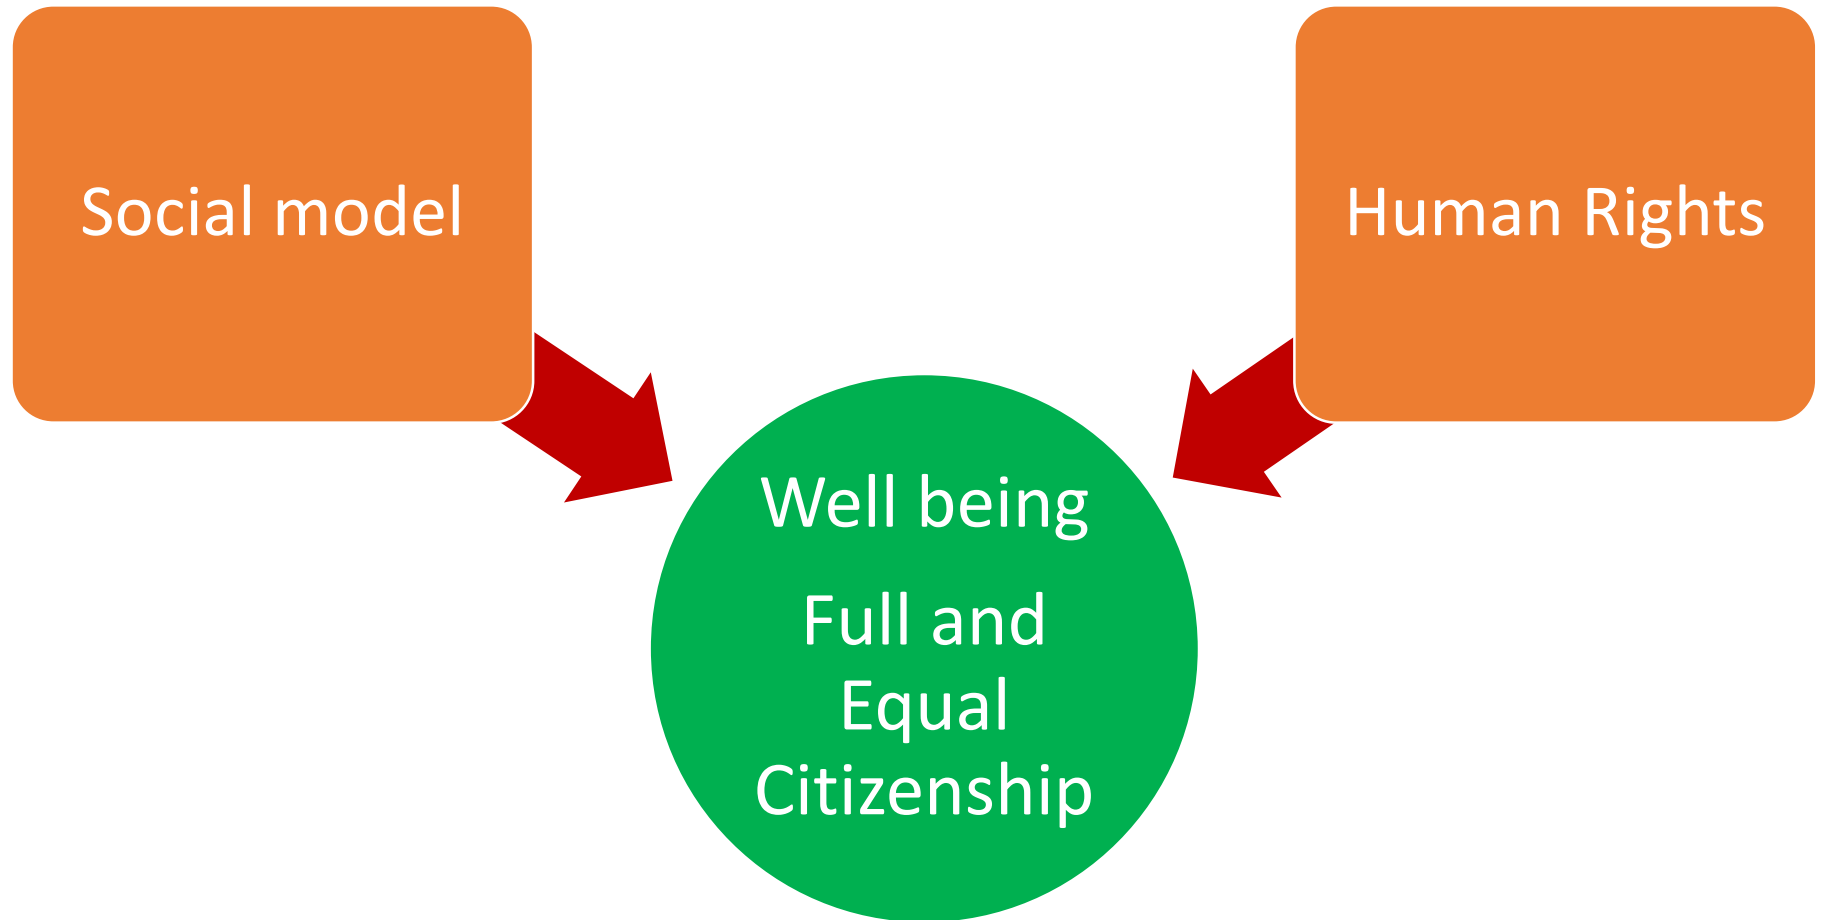 Social model
Human Rights
Well being
Full and
Equal
Citizenship